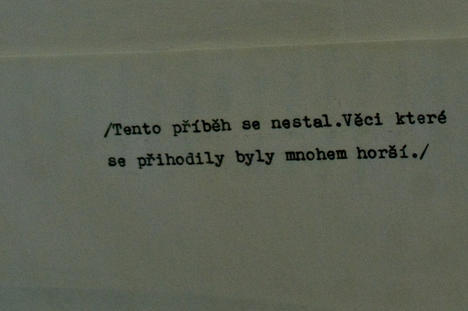 /Tento příběh se nestal.Věci které
se přihodily byly mnohem horší./